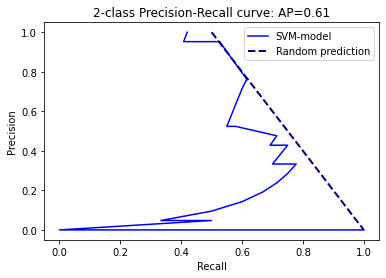 2-class Precision-Recall curve: AP=0.61
SVM-model
Random prediction
Precision
1.0
0.8
0.6
0.4
0.2
0.0
0.0 0.2 0.4 0.6 0.8 1.0
Recall